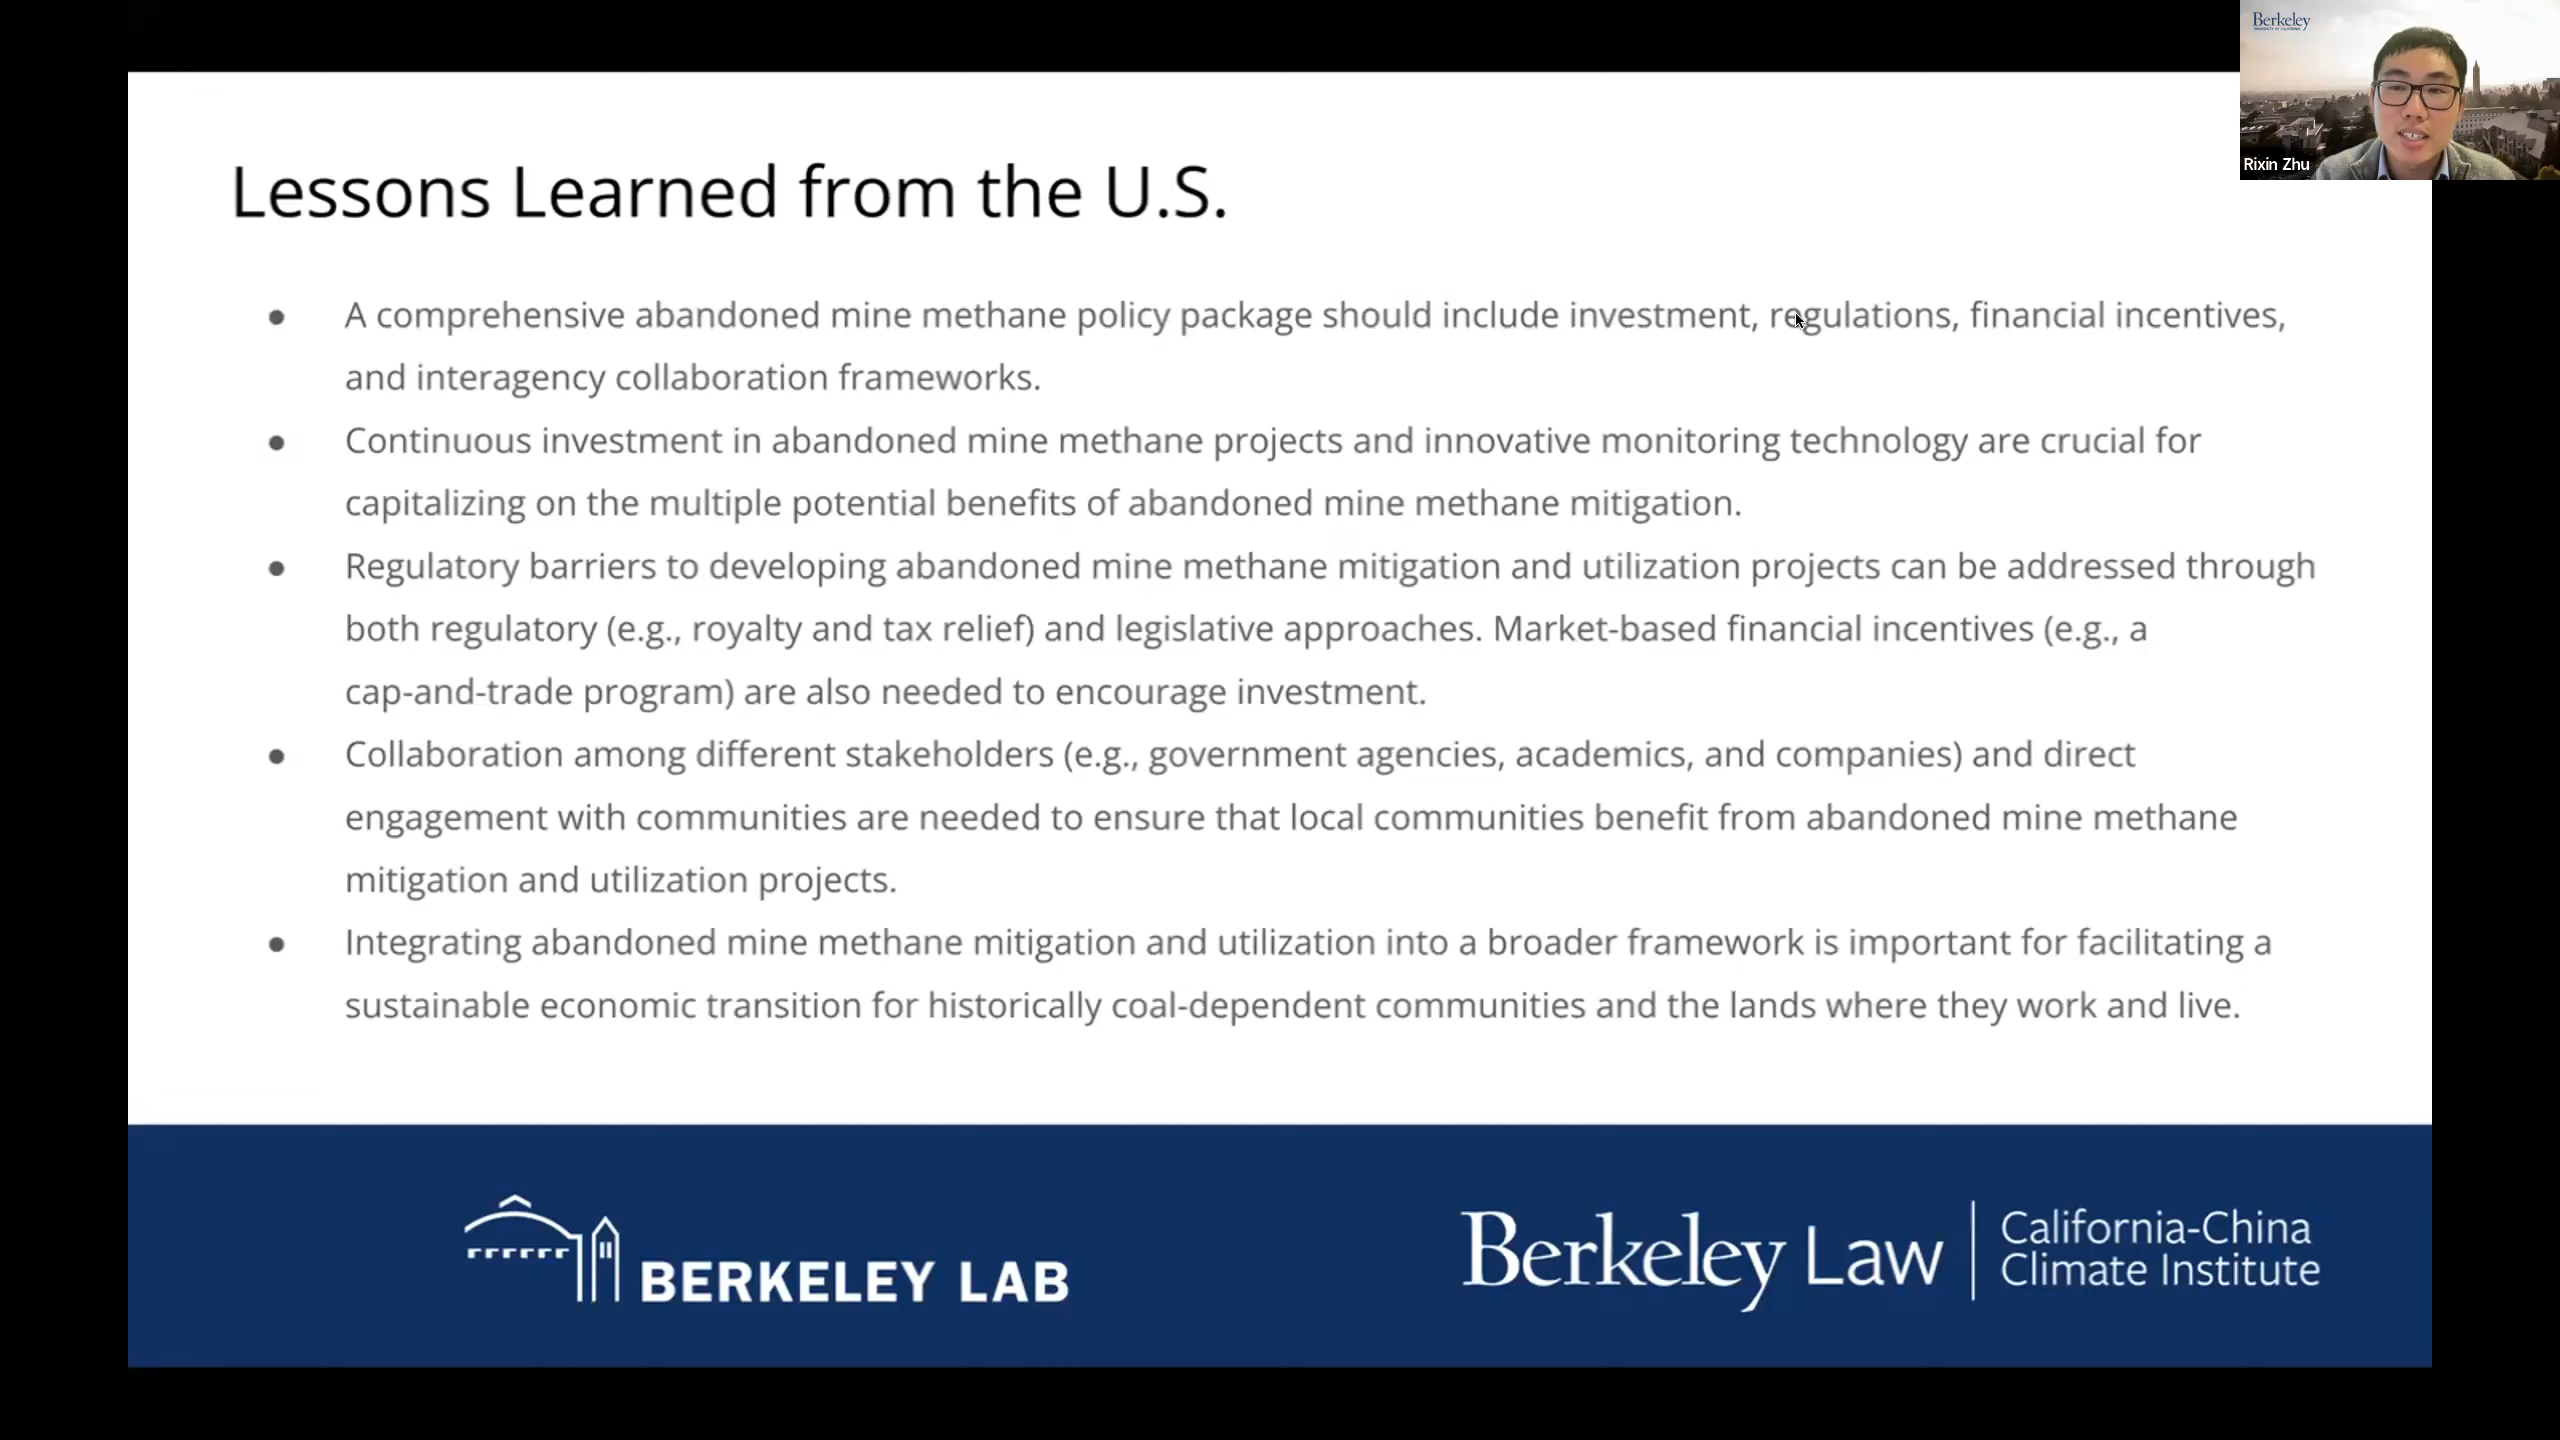 Berkeley
UNIVERSITY OF CALIFORNIA
Rixin Zhu
Lessons Learned from the U.S.
● A comprehensive abandoned mine methane policy package should include investment, regulations, financial incentives,
and interagency collaboration frameworks.
● Continuous investment in abandoned mine methane projects and innovative monitoring technology are crucial for
capitalizing on the multiple potential benefits of abandoned mine methane mitigation.
● Regulatory barriers to developing abandoned mine methane mitigation and utilization projects can be addressed through
both regulatory (e.g., royalty and tax relief) and legislative approaches. Market-based financial incentives (e.g., a
cap-and-trade program) are also needed to encourage investment.
● Collaboration among different stakeholders (e.g., government agencies, academics, and companies) and direct
engagement with communities are needed to ensure that local communities benefit from abandoned mine methane
mitigation and utilization projects.
● Integrating abandoned mine methane mitigation and utilization into a broader framework is important for facilitating a
sustainable economic transition for historically coal-dependent communities and the lands where they work and live.
BERKELEY LAB
Berkeley Law
California-China
Climate Institute